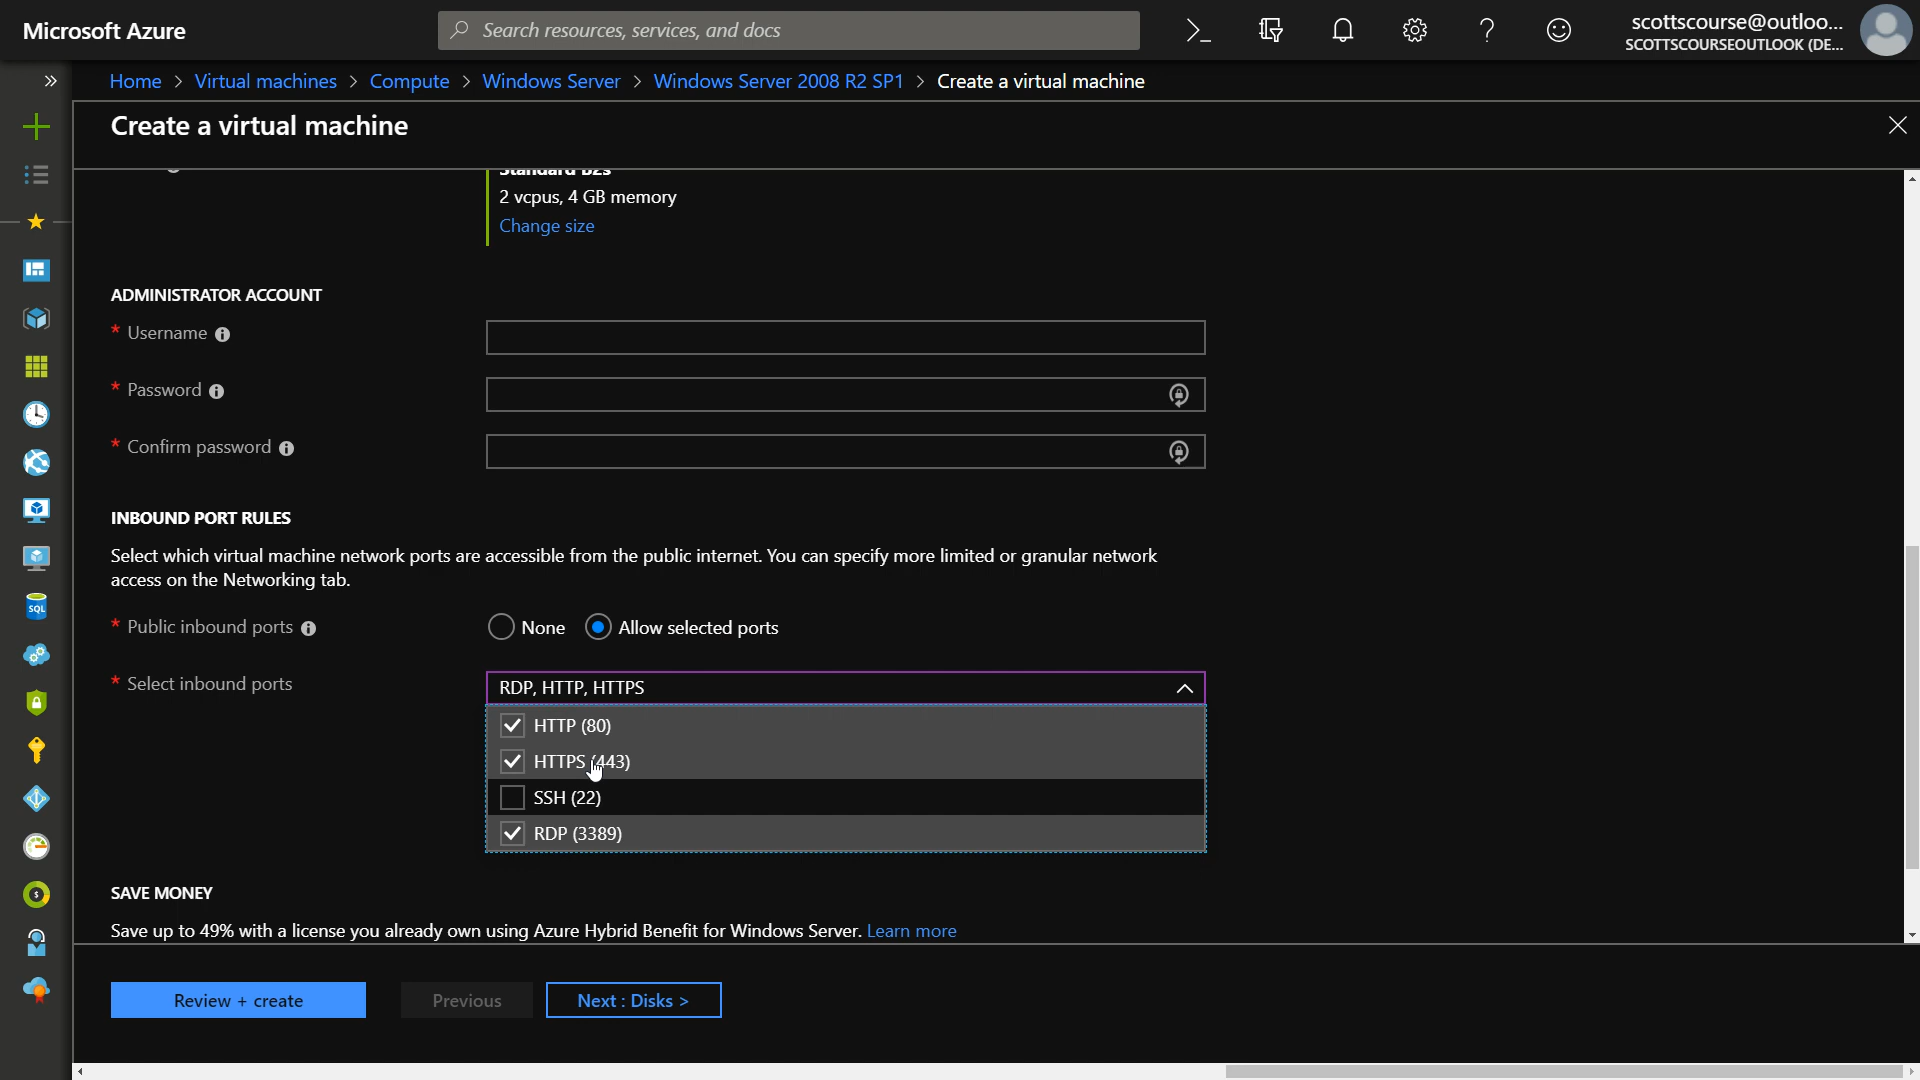 Microsoft Azure
Search resources, services, and docs
scottscourse@outloo...
SCOTTSCOURSEOUTLOOK (DE...
Home > Virtual machines > Compute > Windows Server > Windows Server 2008 R2 SP1 > Create a virtual machine
Create a virtual machine
Standard B2s
2 vcpus, 4 GB memory
Change size
ADMINISTRATOR ACCOUNT
* Username
* Password
* Confirm password
INBOUND PORT RULES
Select which virtual machine network ports are accessible from the public internet. You can specify more limited or granular network
access on the Networking tab.
* Public inbound ports
None
Allow selected ports
* Select inbound ports
RDP, HTTP, HTTPS
HTTP (80)
HTTPS (443)
SSH (22)
RDP (3389)
SAVE MONEY
Save up to 49% with a license you already own using Azure Hybrid Benefit for Windows Server. Learn more
Review + create
Previous
Next : Disks >
SQL